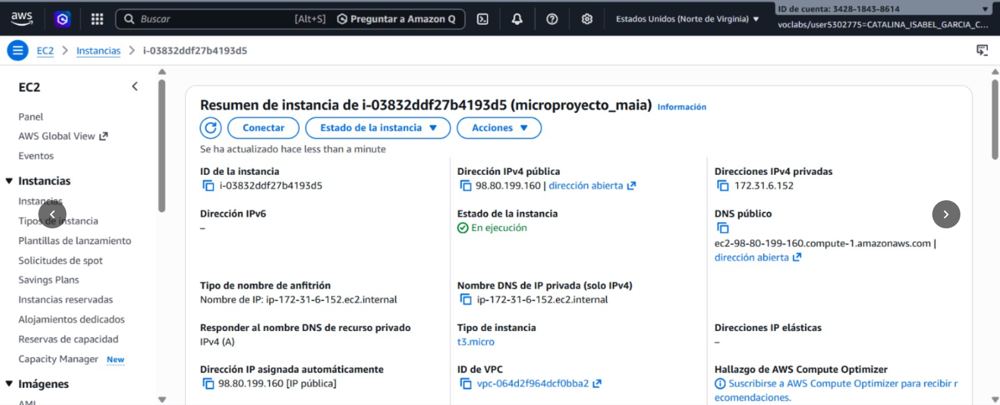 aws
Buscar [Alt+S] Preguntar a Amazon Q Estados Unidos (Norte de Virginia) ▼ ID de cuenta: 3428-1843-8614 ▼
voclabs/user5302775=CATALINA_ISABEL_GARCIA_C...
EC2 > Instancias > i-03832ddf27b4193d5
EC2
Panel
AWS Global View
Eventos
▼ Instancias
Instancias
Tipos de instancia
Plantillas de lanzamiento
Solicitudes de spot
Savings Plans
Instancias reservadas
Alojamientos dedicados
Reservas de capacidad
Capacity Manager New
▼ Imágenes
AMI
Resumen de instancia de i-03832ddf27b4193d5 (microproyecto_maia) Información
Conectar Estado de la instancia ▼ Acciones ▼
Se ha actualizado hace less than a minute
ID de la instancia
i-03832ddf27b4193d5
Dirección IPv4 pública
98.80.199.160 | dirección abierta
Direcciones IPv4 privadas
172.31.6.152
Dirección IPv6
–
Estado de la instancia
En ejecución
DNS público
ec2-98-80-199-160.compute-1.amazonaws.com |
dirección abierta
Tipo de nombre de anfitrión
Nombre de IP: ip-172-31-6-152.ec2.internal
Nombre DNS de IP privada (solo IPv4)
ip-172-31-6-152.ec2.internal
Responder al nombre DNS de recurso privado
IPv4 (A)
Tipo de instancia
t3.micro
Direcciones IP elásticas
–
Dirección IP asignada automáticamente
98.80.199.160 [IP pública]
ID de VPC
vpc-064d2f964dcf0bba2
Hallazgo de AWS Compute Optimizer
Suscribirse a AWS Compute Optimizer para recibir r
ecomendaciones.